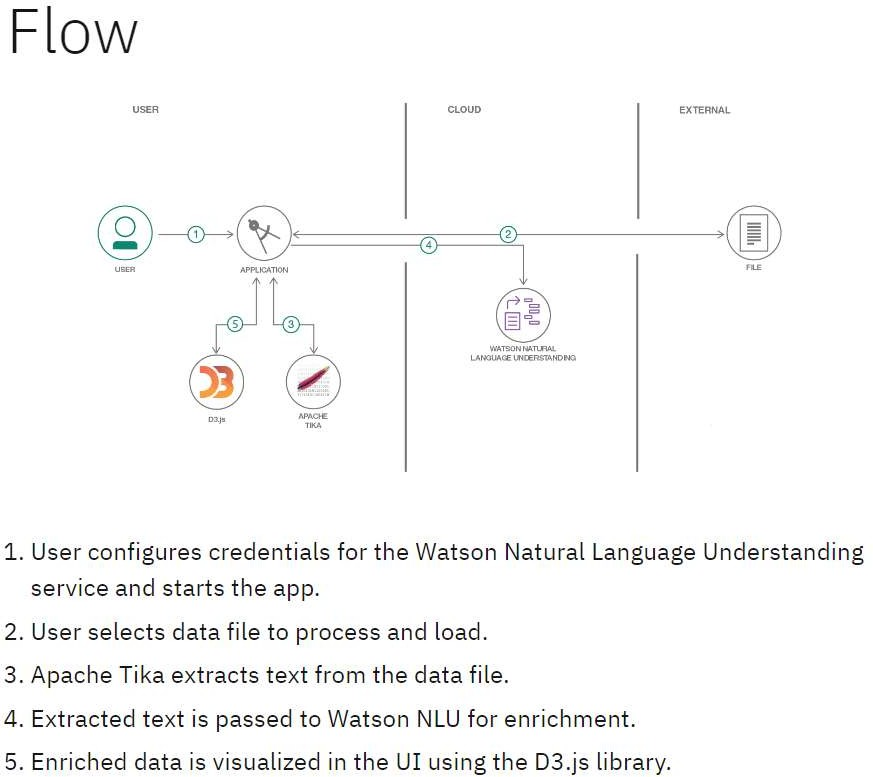 Flow
USER
CLOUD
EXTERNAL
1
2
4
USER
APPLICATION
FILE
5
3
WATSON NATURAL
LANGUAGE UNDERSTANDING
D3.js
APACHE
TIKA
1. User configures credentials for the Watson Natural Language Understanding
service and starts the app.
2. User selects data file to process and load.
3. Apache Tika extracts text from the data file.
4. Extracted text is passed to Watson NLU for enrichment.
5. Enriched data is visualized in the UI using the D3.js library.